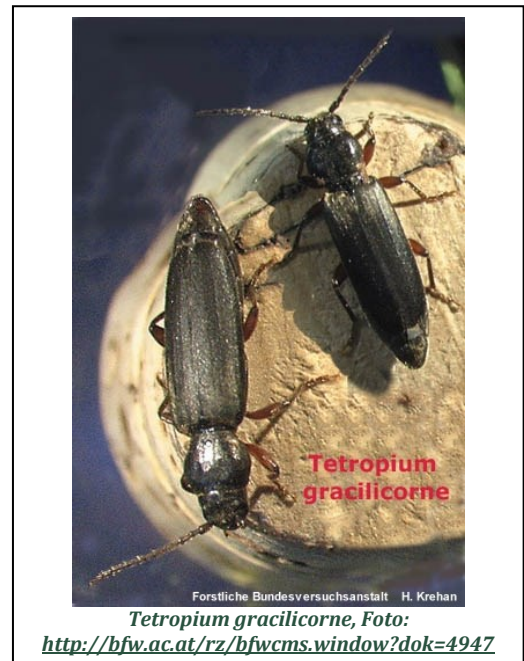 Tetropium
gracilicorne
Forstliche Bundesversuchsanstalt H. Krehan
Tetropium gracilicorne, Foto:
http://bfw.ac.at/rz/bfwcms.window?dok=4947